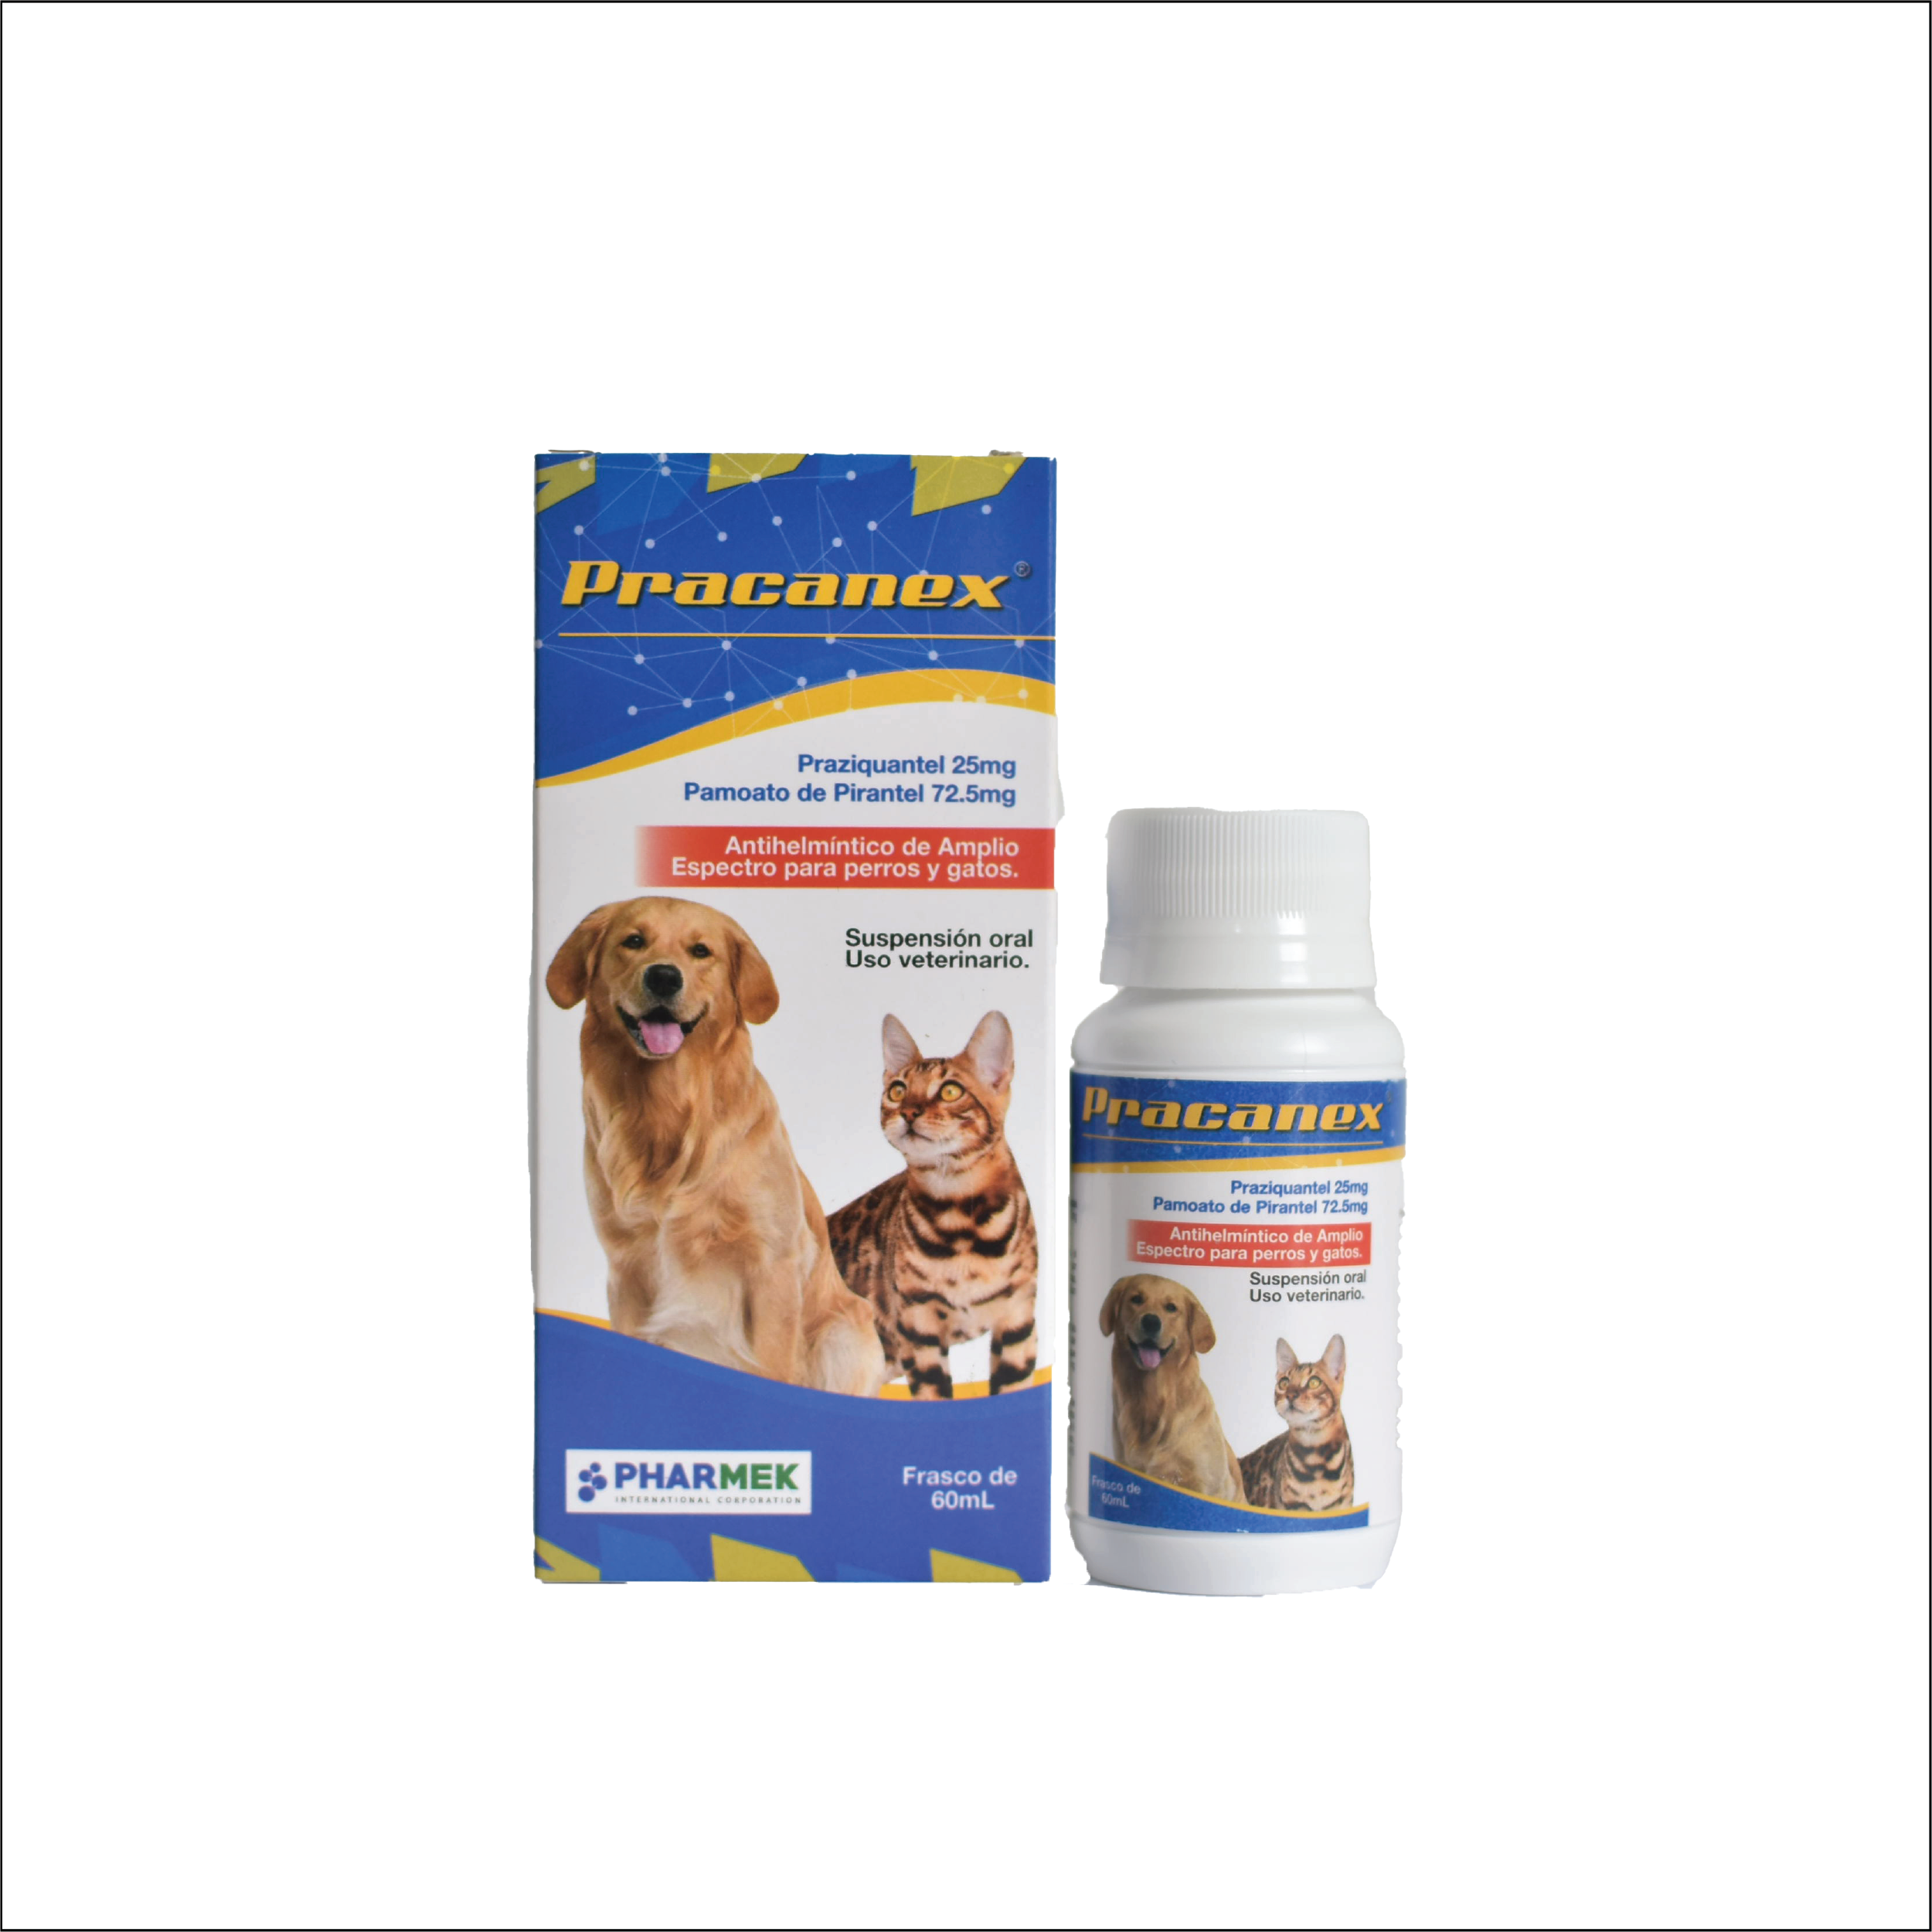 Pracanex®
Praziquantel 25mg
Pamoato de Pirantel 72.5mg
Antihelmíntico de Amplio
Espectro para perros y gatos.
Suspensión oral
Uso veterinario.
PHARMEK
INTERNATIONAL CORPORATION
Frasco de
60mL
Pracanex
Praziquantel 25mg
Pamoato de Pirantel 72.5mg
Antihelmíntico de Amplio
Espectro para perros y gatos.
Suspensión oral
Uso veterinario.
Frasco de
60mL